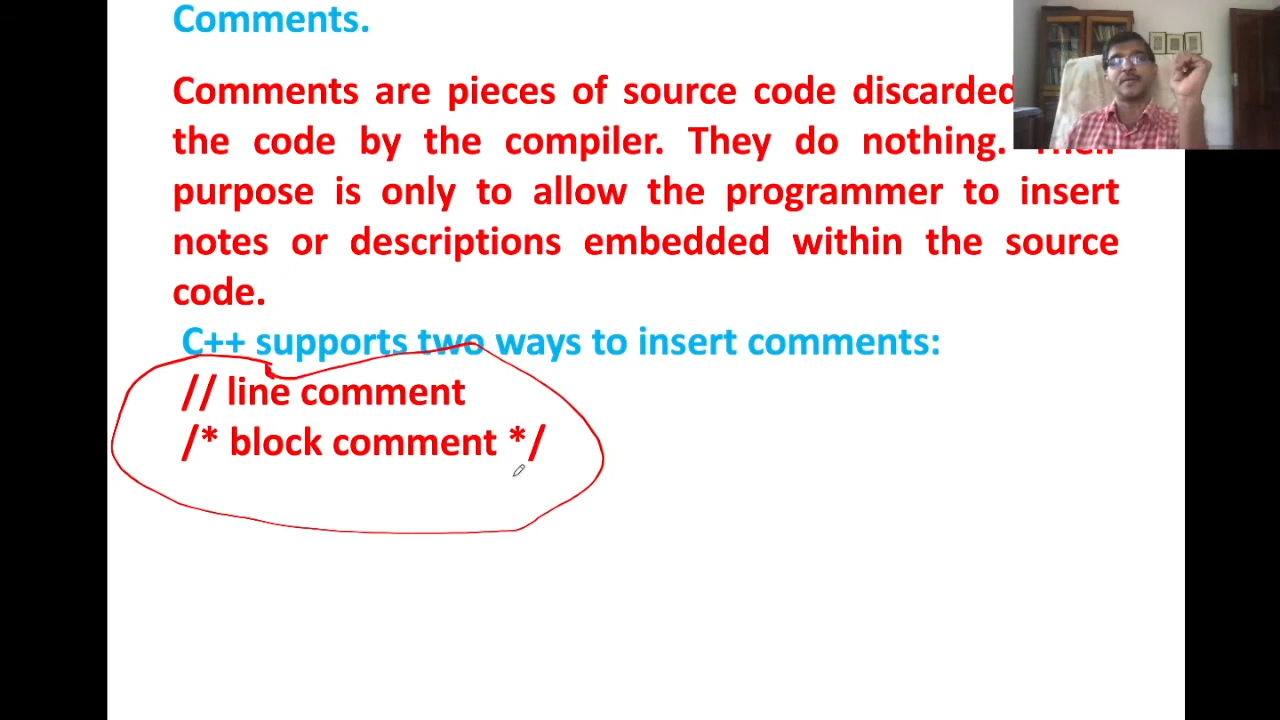 Comments.
Comments are pieces of source code discarded
the code by the compiler. They do nothing.
purpose is only to allow the programmer to insert
notes or descriptions embedded within the source
code.
C++ supports two ways to insert comments:
// line comment
/* block comment */